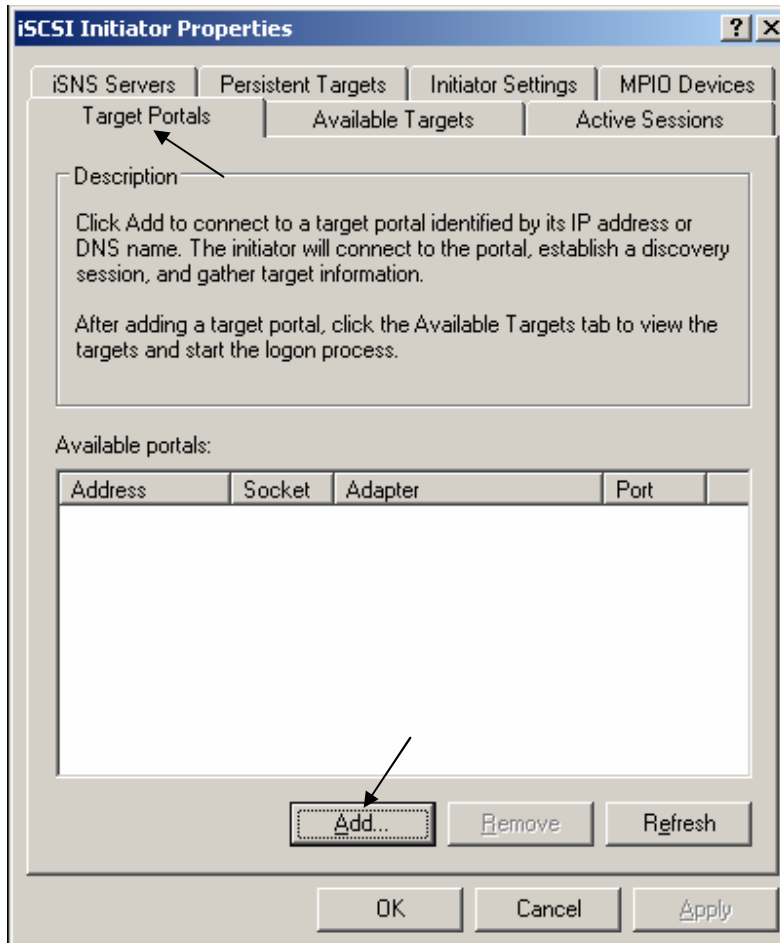 iSCSI Initiator Properties
iSNS Servers
Persistent Targets
Initiator Settings
MPIO Devices
Target Portals
Available Targets
Active Sessions
Description
Click Add to connect to a target portal identified by its IP address or
DNS name. The initiator will connect to the portal, establish a discovery
session, and gather target information.
After adding a target portal, click the Available Targets tab to view the
targets and start the logon process.
Available portals:
Address Socket Adapter Port
Add... Remove Refresh
OK Cancel Apply